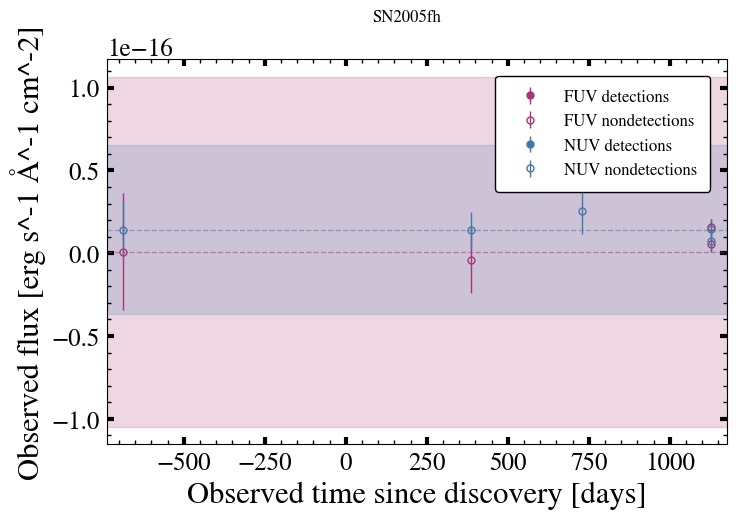 SN2005fh
1e−16
Observed flux [erg s^-1 Å^-1 cm^-2]
1.0
0.5
0.0
−0.5
−1.0
FUV detections
FUV nondetections
NUV detections
NUV nondetections
−500 −250 0 250 500 750 1000
Observed time since discovery [days]